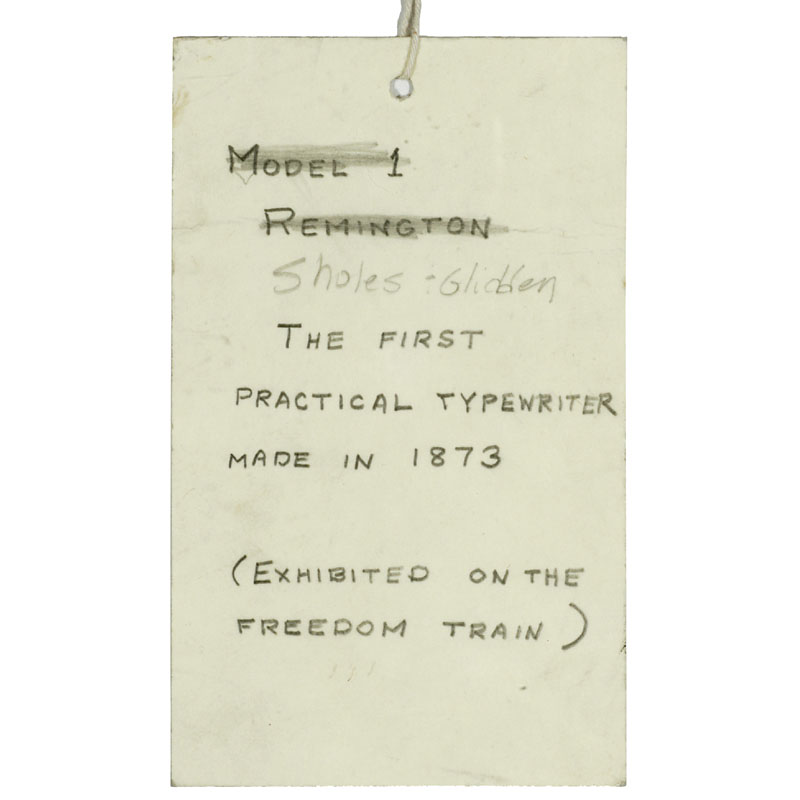 MODEL 1
REMINGTON
Sholes : Glidden
THE FIRST
PRACTICAL TYPEWRITER
MADE IN 1873
(EXHIBITED ON THE
FREEDOM TRAIN)